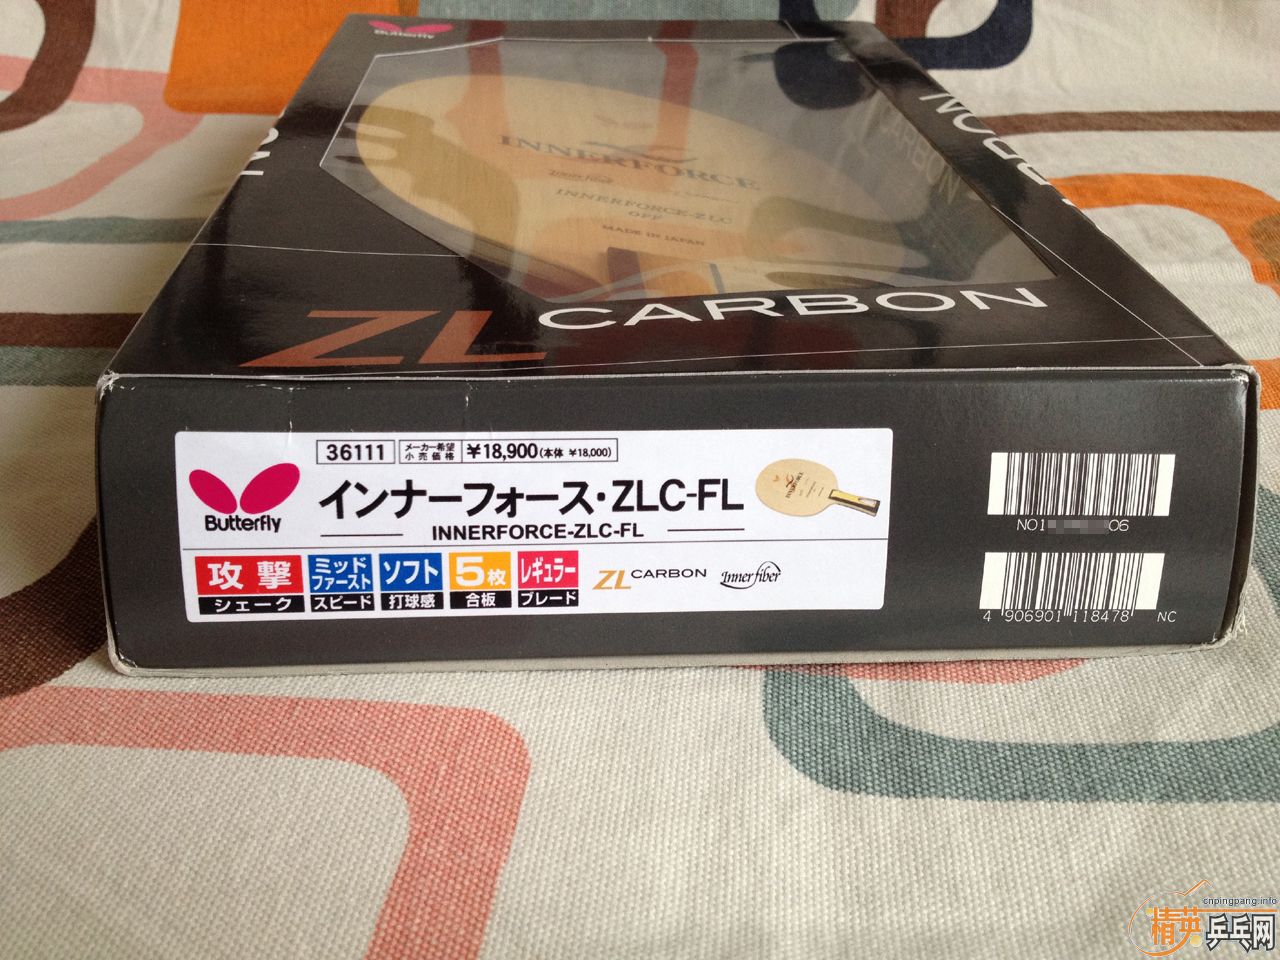 Butterfly
INNERFORCE
INNERFORCE-ZLC
OFF
MADE IN JAPAN
CARBON
ZL CARBON
36111 メーカー希望小売価格 ¥18,900(本体 ¥18,000)
Butterfly
インナーフォース・ZLC-FL
INNERFORCE-ZLC-FL
攻撃 ミッドファースト ソフト 5枚 レギュラー
シェーク スピード 打球感 合板 ブレード
ZL CARBON Inner fiber
4 906901 118478 NC
cnpingpang.info
精英乒乓网